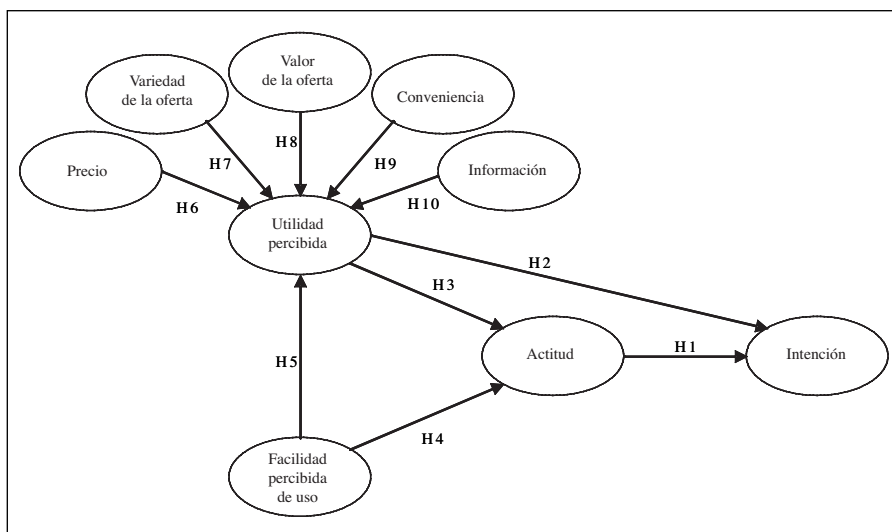 Valor
de la oferta
Variedad
de la oferta
Conveniencia
H8
H7
H9
Precio
Información
H6
H10
Utilidad
percibida
H2
H3
Actitud
H1
Intención
H5
H4
Facilidad
percibida
de uso